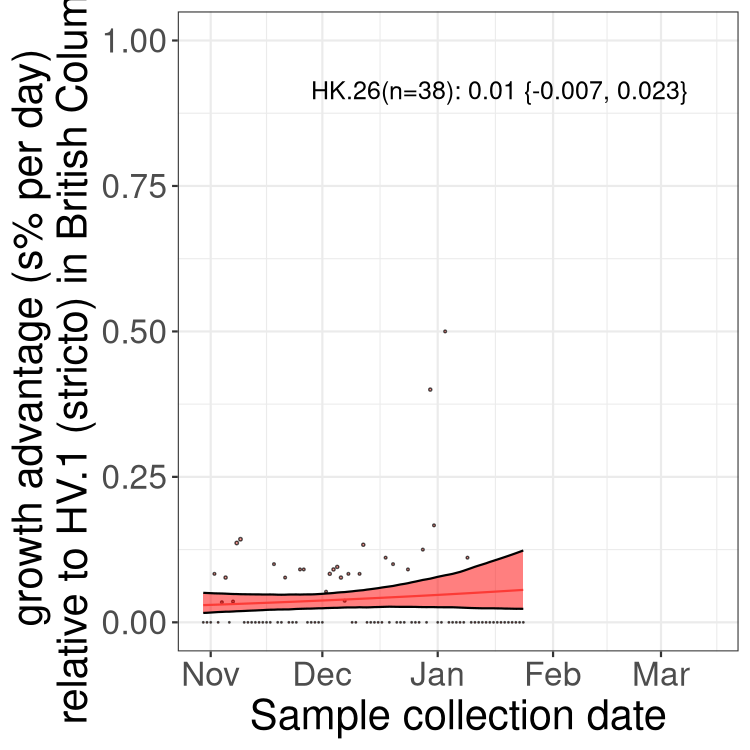 growth advantage (s% per day)
relative to HV.1 (stricto) in British Colum
1.00
0.75
0.50
0.25
0.00
HK.26(n=38): 0.01 {-0.007, 0.023}
Nov Dec Jan Feb Mar
Sample collection date